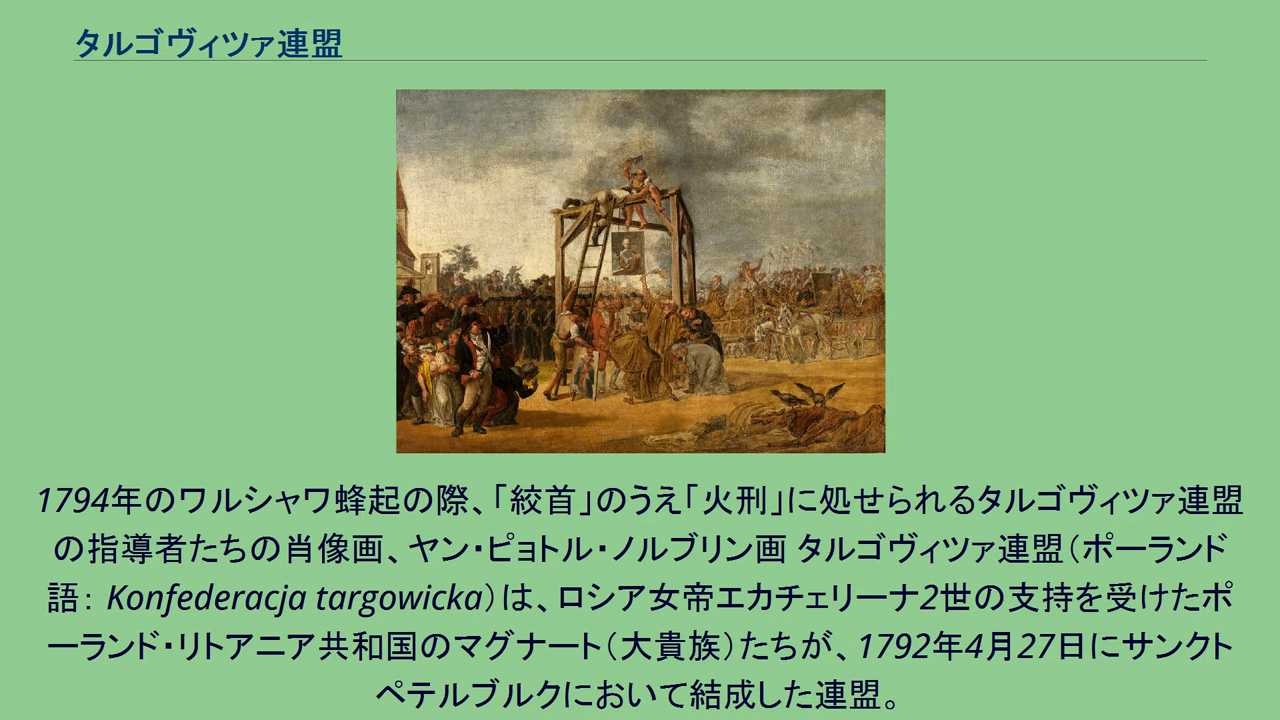 タルゴヴィツァ連盟
1794年のワルシャワ蜂起の際、「絞首」のうえ「火刑」に処せられるタルゴヴィツァ連盟
の指導者たちの肖像画、ヤン・ピョトル・ノルブリン画 タルゴヴィツァ連盟（ポーランド
語： Konfederacja targowicka）は、ロシア女帝エカチェリーナ2世の支持を受けたポ
ーランド・リトアニア共和国のマグナート（大貴族）たちが、1792年4月27日にサンクト
ペテルブルクにおいて結成した連盟。